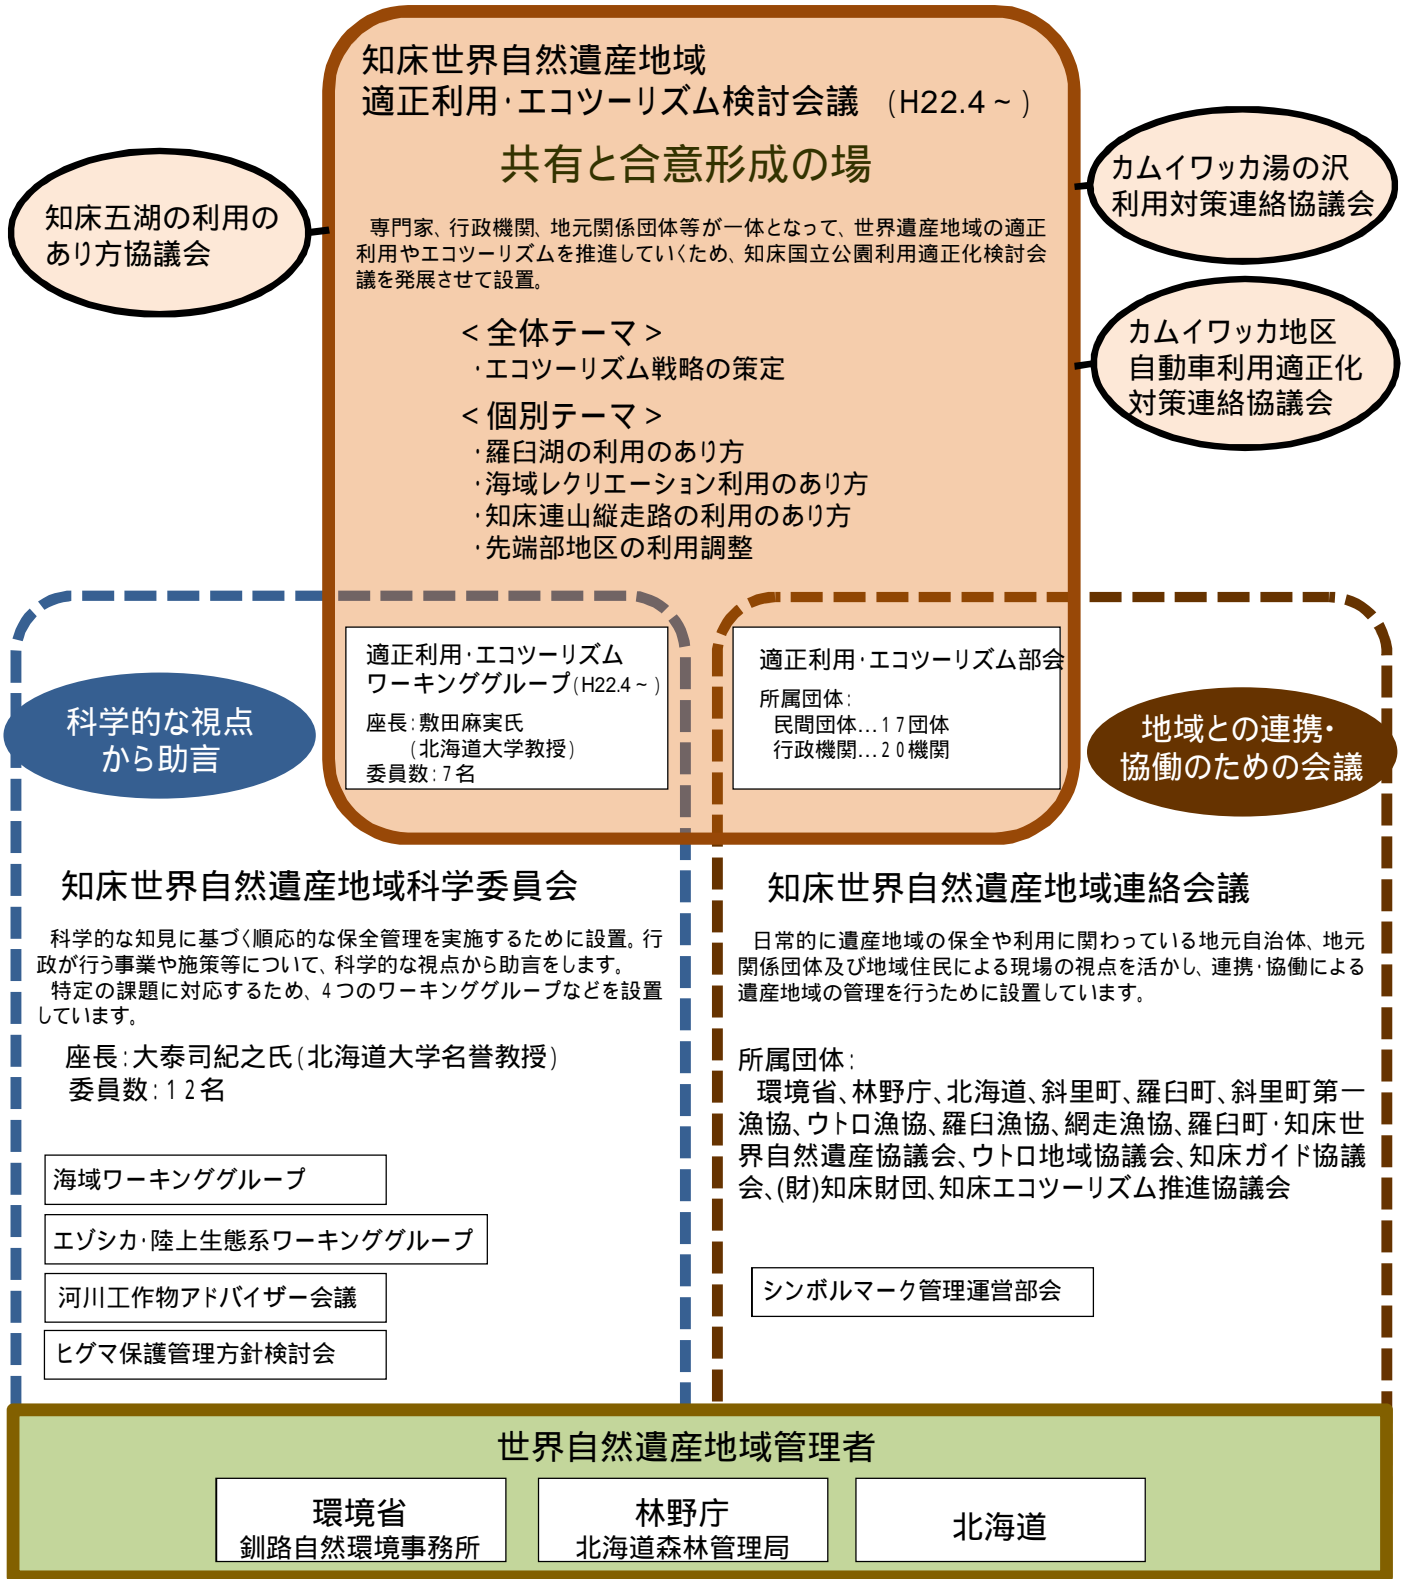 知床世界自然遺産地域
適正利用・エコツーリズム検討会議 (H22.4～)
共有と合意形成の場
専門家、行政機関、地元関係団体等が一体となって、世界遺産地域の適正
利用やエコツーリズムを推進していくため、知床国立公園利用適正化検討会
議を発展させて設置。
<全体テーマ>
・エコツーリズム戦略の策定
<個別テーマ>
・羅臼湖の利用のあり方
・海域レクリエーション利用のあり方
・知床連山縦走路の利用のあり方
・先端部地区の利用調整
知床五湖の利用の
あり方協議会
カムイワッカ湯の沢
利用対策連絡協議会
カムイワッカ地区
自動車利用適正化
対策連絡協議会
適正利用・エコツーリズム
ワーキンググループ(H22.4～)
座長:敷田麻実氏
(北海道大学教授)
委員数:7名
適正利用・エコツーリズム部会
所属団体:
民間団体…17団体
行政機関…20機関
科学的な視点
から助言
地域との連携・
協働のための会議
知床世界自然遺産地域科学委員会
科学的な知見に基づく順応的な保全管理を実施するために設置。行
政が行う事業や施策等について、科学的な視点から助言をします。
特定の課題に対応するため、4つのワーキンググループなどを設置
しています。
座長:大泰司紀之氏(北海道大学名誉教授)
委員数:12名
海域ワーキンググループ
エゾシカ・陸上生態系ワーキンググループ
河川工作物アドバイザー会議
ヒグマ保護管理方針検討会
知床世界自然遺産地域連絡会議
日常的に遺産地域の保全や利用に関わっている地元自治体、地元
関係団体及び地域住民による現場の視点を活かし、連携・協働による
遺産地域の管理を行うために設置しています。
所属団体:
環境省、林野庁、北海道、斜里町、羅臼町、斜里町第一
漁協、ウトロ漁協、羅臼漁協、網走漁協、羅臼町・知床世
界自然遺産協議会、ウトロ地域協議会、知床ガイド協議
会、(財)知床財団、知床エコツーリズム推進協議会
シンボルマーク管理運営部会
世界自然遺産地域管理者
環境省
釧路自然環境事務所
林野庁
北海道森林管理局
北海道